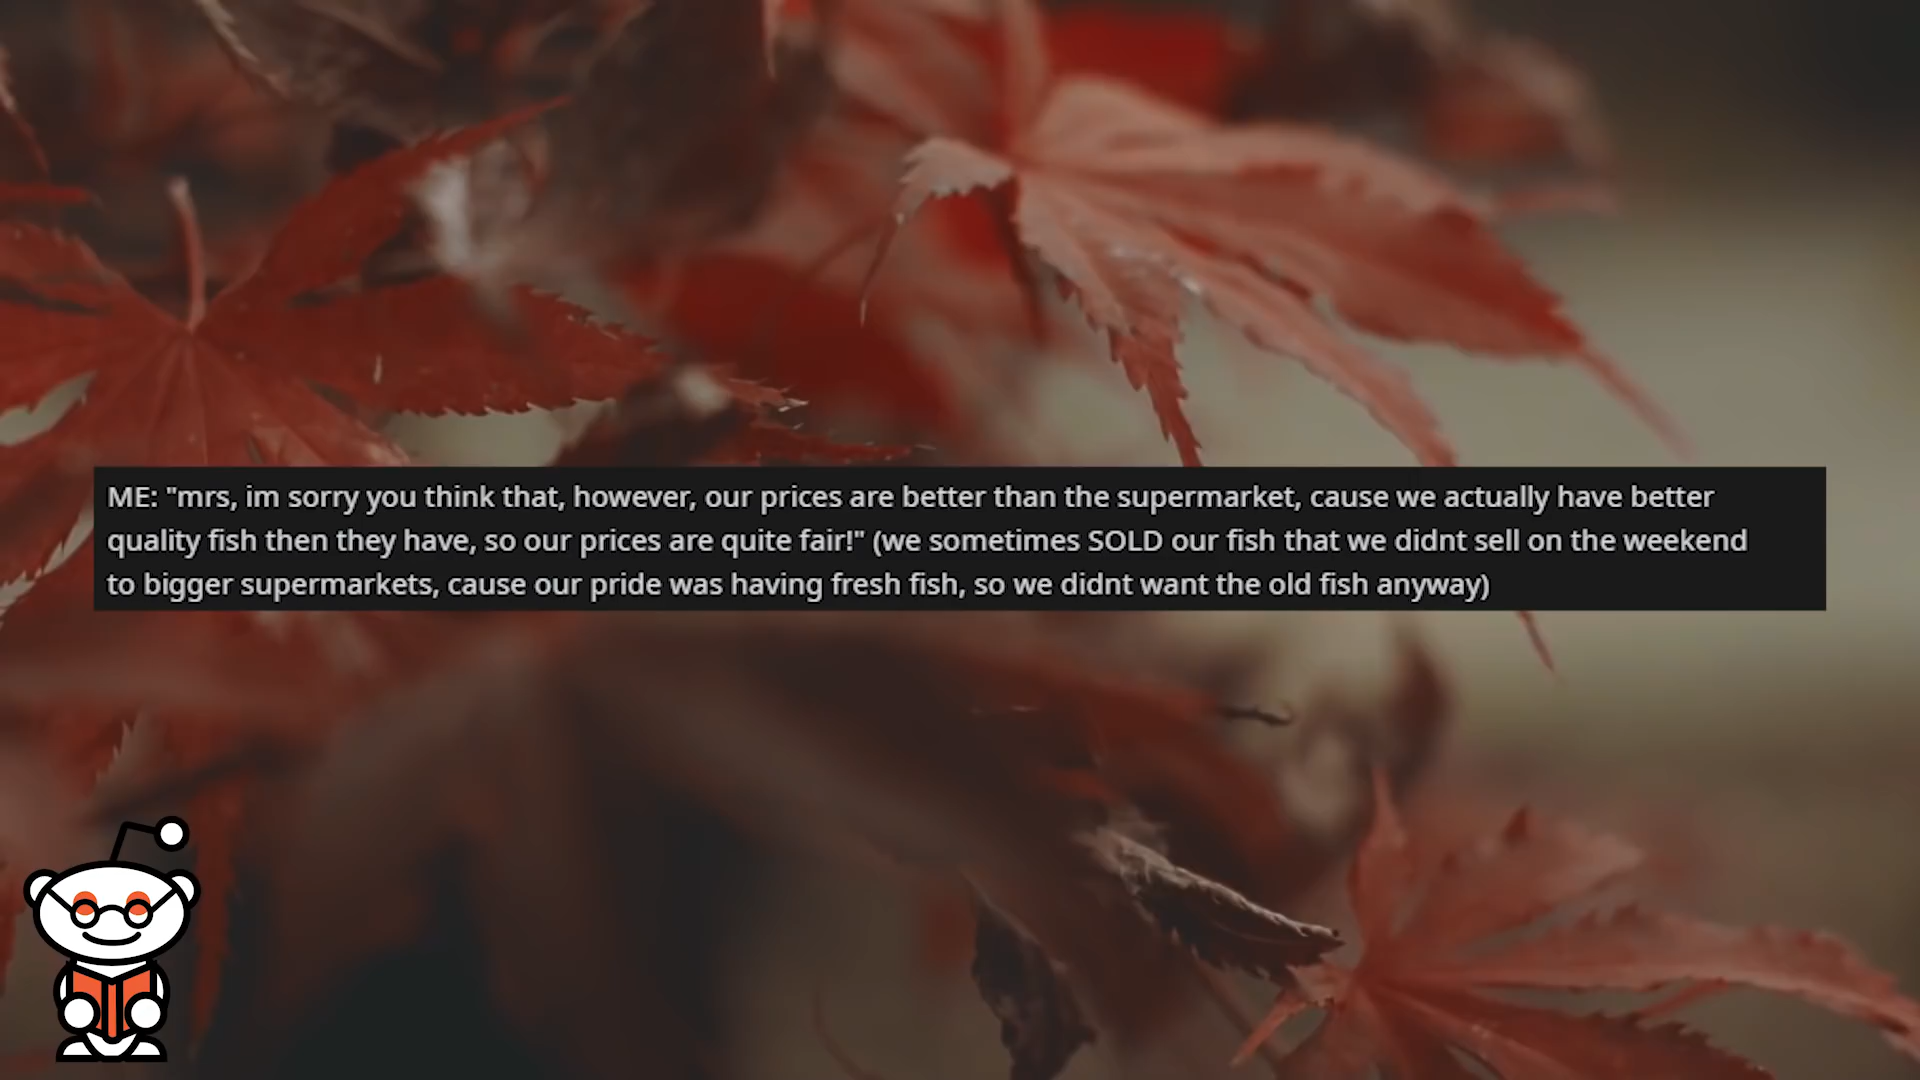 ME: "mrs, im sorry you think that, however, our prices are better than the supermarket, cause we actually have better
quality fish then they have, so our prices are quite fair!" (we sometimes SOLD our fish that we didnt sell on the weekend
to bigger supermarkets, cause our pride was having fresh fish, so we didnt want the old fish anyway)